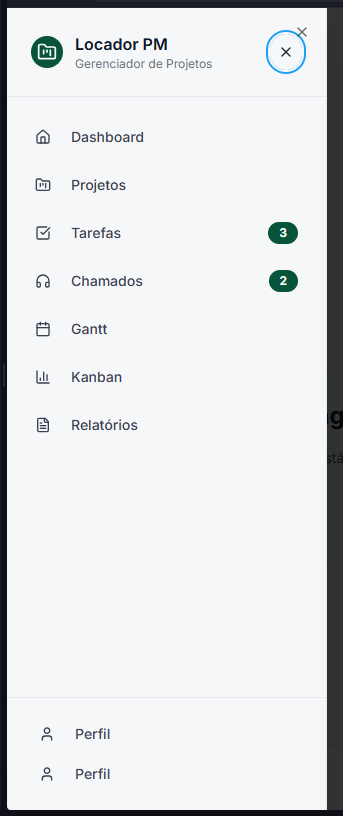 Locador PM
Gerenciador de Projetos
Dashboard
Projetos
Tarefas 3
Chamados 2
Gantt
Kanban
Relatórios
Perfil
Perfil